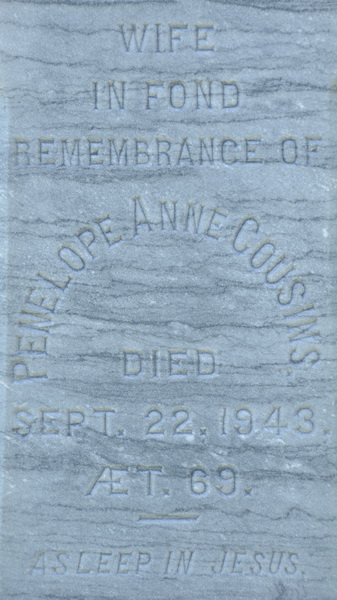 WIFE
IN FOND
REMEMBRANCE OF
PENELOPE ANNE COUSINS.
DIED
SEPT. 22. 1943.
ÆT. 69.
ASLEEP IN JESUS.